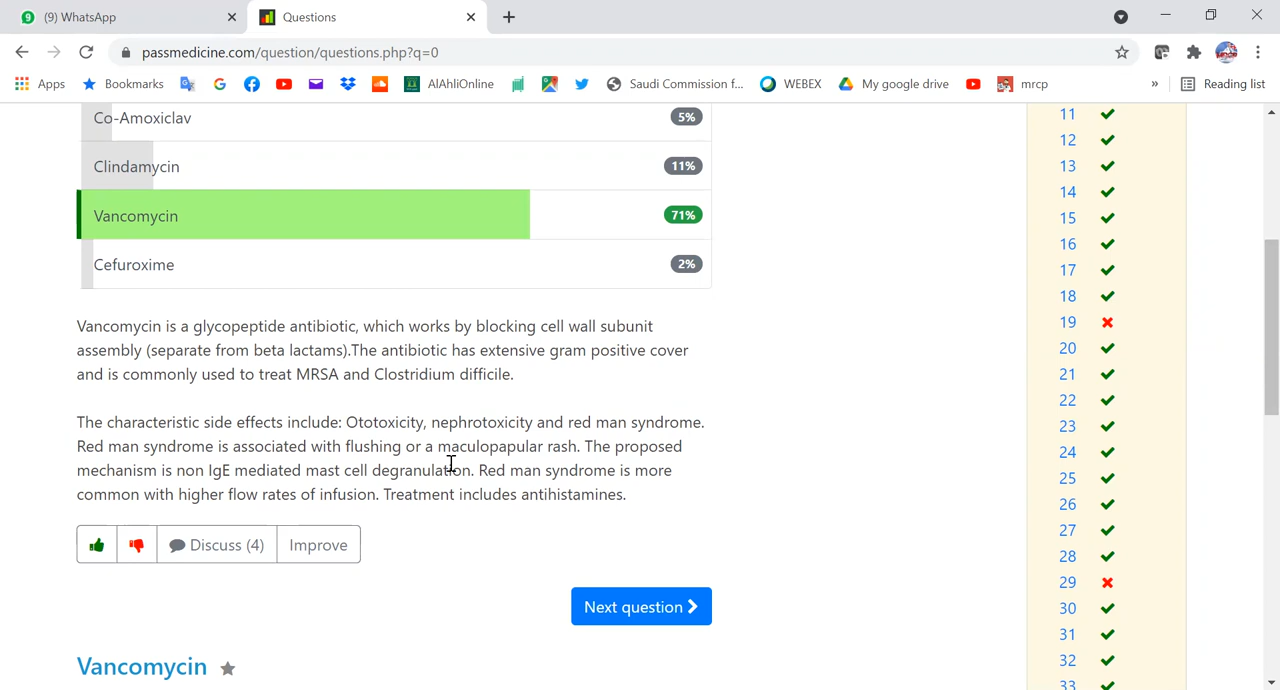 (9) WhatsApp
Questions
passmedicine.com/question/questions.php?q=0
Apps Bookmarks AlAhliOnline Saudi Commission f... WEBEX My google drive mrcp » Reading list
Co-Amoxiclav 5%
Clindamycin 11%
Vancomycin 71%
Cefuroxime 2%
Vancomycin is a glycopeptide antibiotic, which works by blocking cell wall subunit
assembly (separate from beta lactams).The antibiotic has extensive gram positive cover
and is commonly used to treat MRSA and Clostridium difficile.
The characteristic side effects include: Ototoxicity, nephrotoxicity and red man syndrome.
Red man syndrome is associated with flushing or a maculopapular rash. The proposed
mechanism is non IgE mediated mast cell degranulation. Red man syndrome is more
common with higher flow rates of infusion. Treatment includes antihistamines.
Discuss (4) Improve
Next question
Vancomycin
11
12
13
14
15
16
17
18
19
20
21
22
23
24
25
26
27
28
29
30
31
32
33